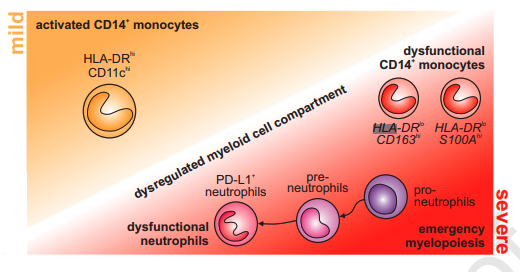 mild
activated CD14⁺ monocytes
HLA-DRʰⁱ
CD11cʰⁱ
dysfunctional
CD14⁺ monocytes
HLA-DRˡᵒ
CD163ʰⁱ
HLA-DRˡᵒ
S100Aʰⁱ
dysregulated myeloid cell compartment
PD-L1⁺
neutrophils
pre-
neutrophils
pro-
neutrophils
dysfunctional
neutrophils
emergency
myelopoiesis
severe